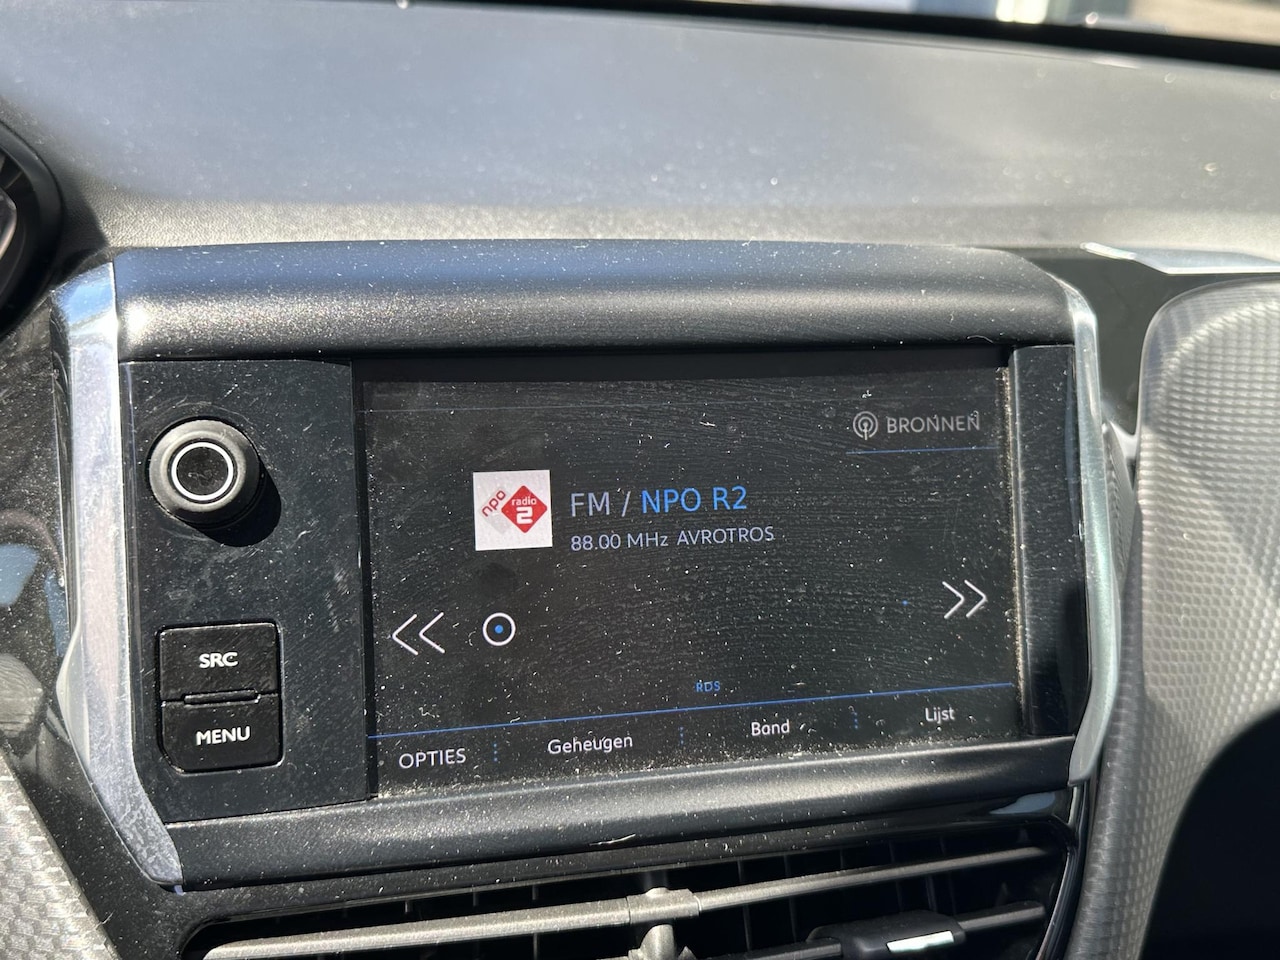 BRONNEN
npo radio 2
FM / NPO R2
88.00 MHz AVROTROS
SRC
MENU
RDS
OPTIES
Geheugen
Band
Lijst